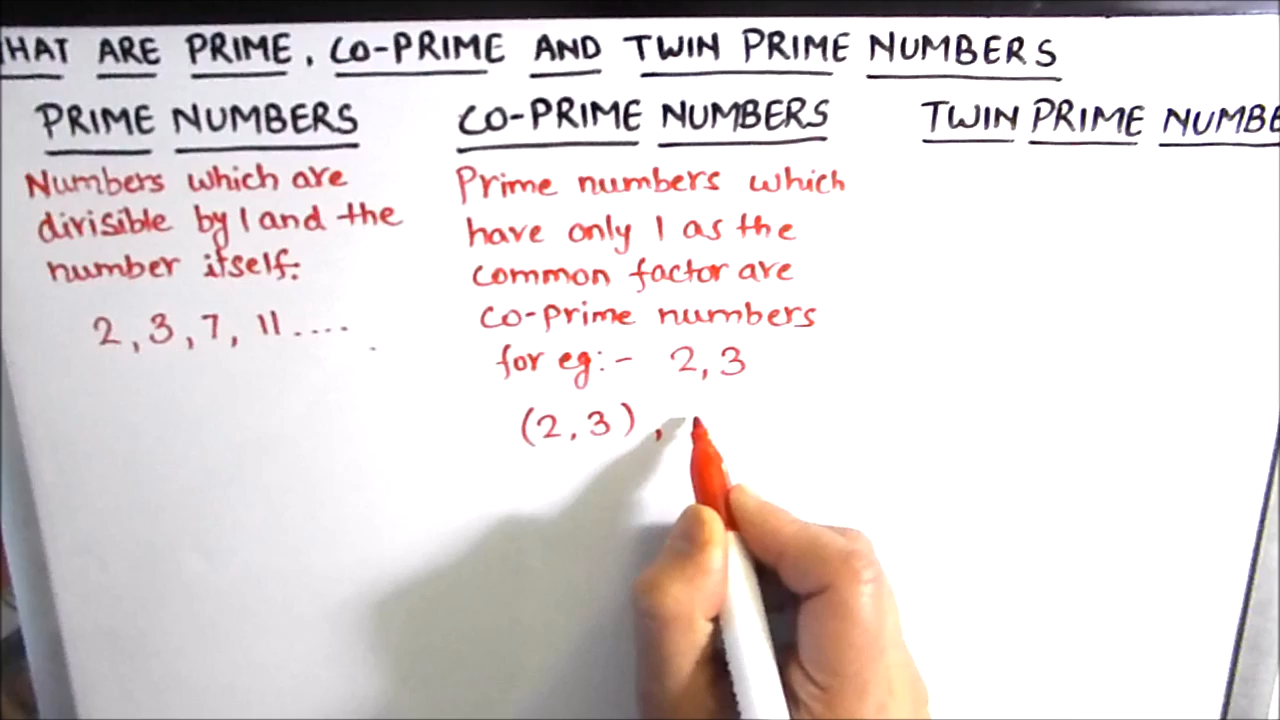 HAT ARE PRIME, CO-PRIME AND TWIN PRIME NUMBERS
PRIME NUMBERS
Numbers which are
divisible by 1 and the
number itself.
2, 3, 7, 11....
CO-PRIME NUMBERS
Prime numbers which
have only 1 as the
common factor are
co-prime numbers
for eg:- 2, 3
(2, 3),
TWIN PRIME NUMBE